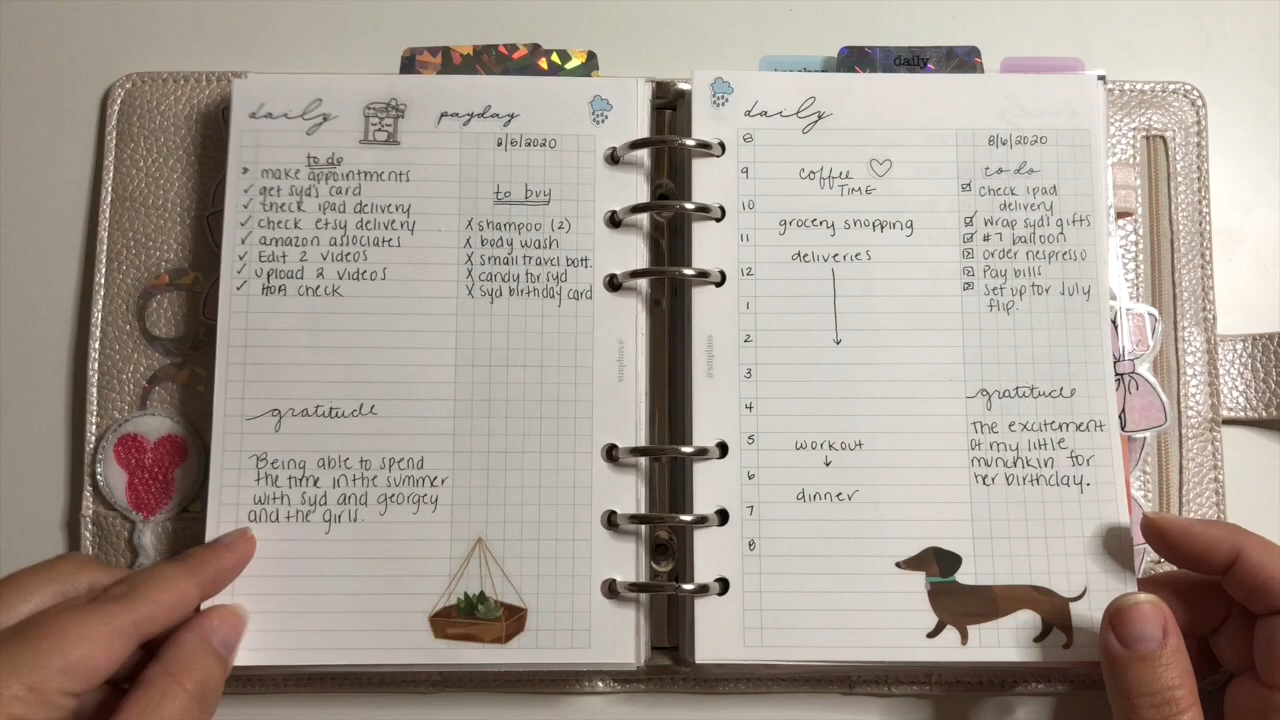 daily
daily
payday
8/5/2020
to do
make appointments
get syd's card
check ipad delivery
check etsy delivery
amazon associates
Edit 2 videos
upload 2 videos
HOA check
to buy
X shampoo (2)
X body wash
X small travel bott.
X candy for syd
X syd birthday card
gratitude
Being able to spend
the time in the summer
with syd and georgey
and the girls.
daily
8
9
10
11
12
1
2
3
4
5
6
7
8
coffee
TIME
grocery shopping
deliveries
workout
dinner
8/6/2020
to do
check ipad
delivery
wrap syd's gifts
#7 balloon
order nespresso
Pay bills
set up for July
flip.
gratitude
The excitement
of my little
munchkin for
her birthday.